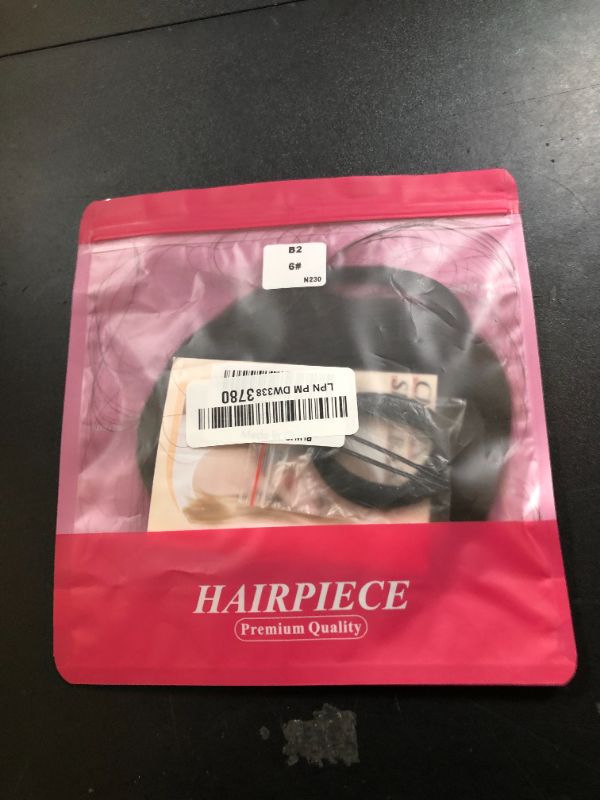 B2
6#
N230
LPN PM DW338 3780
HAIRPIECE
Premium Quality